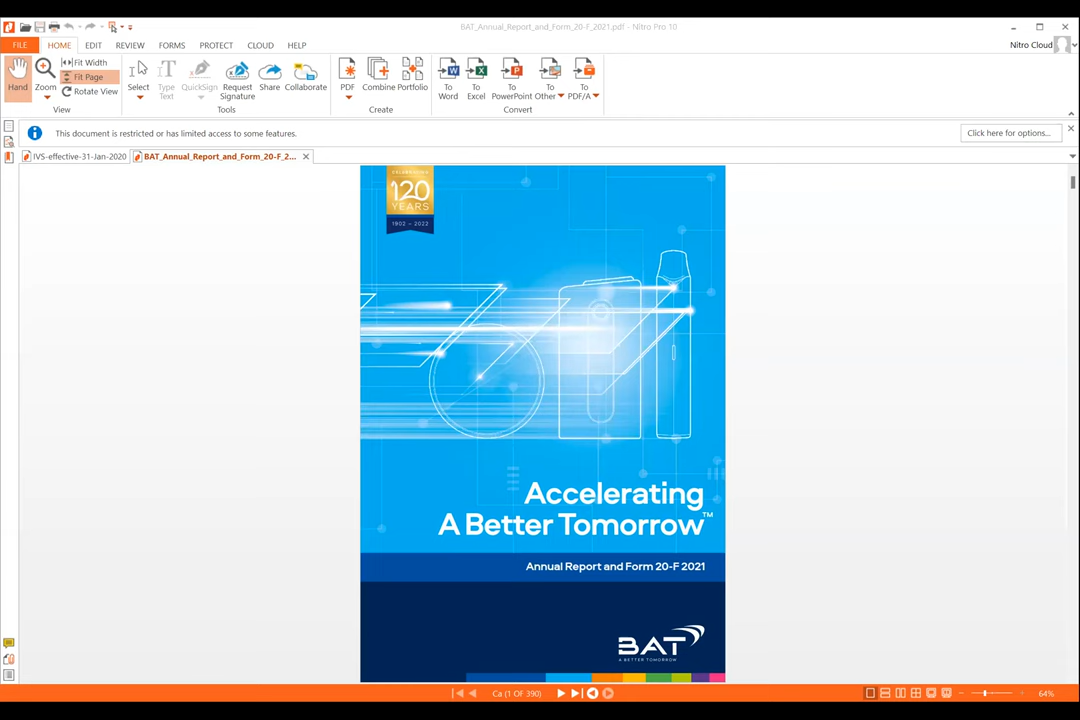 BAT_Annual_Report_and_Form_20-F_2021.pdf - Nitro Pro 10
FILE HOME EDIT REVIEW FORMS PROTECT CLOUD HELP
Nitro Cloud
Hand
Zoom
Fit Width
Fit Page
Rotate View
Select
Type Text
QuickSign
Request Signature
Share
Collaborate
PDF
Combine
Portfolio
To Word
To Excel
To PowerPoint
To Other
To PDF/A
View Tools Create Convert
This document is restricted or has limited access to some features.
Click here for options...
IVS-effective-31-Jan-2020
BAT_Annual_Report_and_Form_20-F_2...
CELEBRATING
120
YEARS
1902 – 2022
Accelerating
A Better Tomorrow™
Annual Report and Form 20-F 2021
BAT
A BETTER TOMORROW
Ca (1 OF 390)
64%